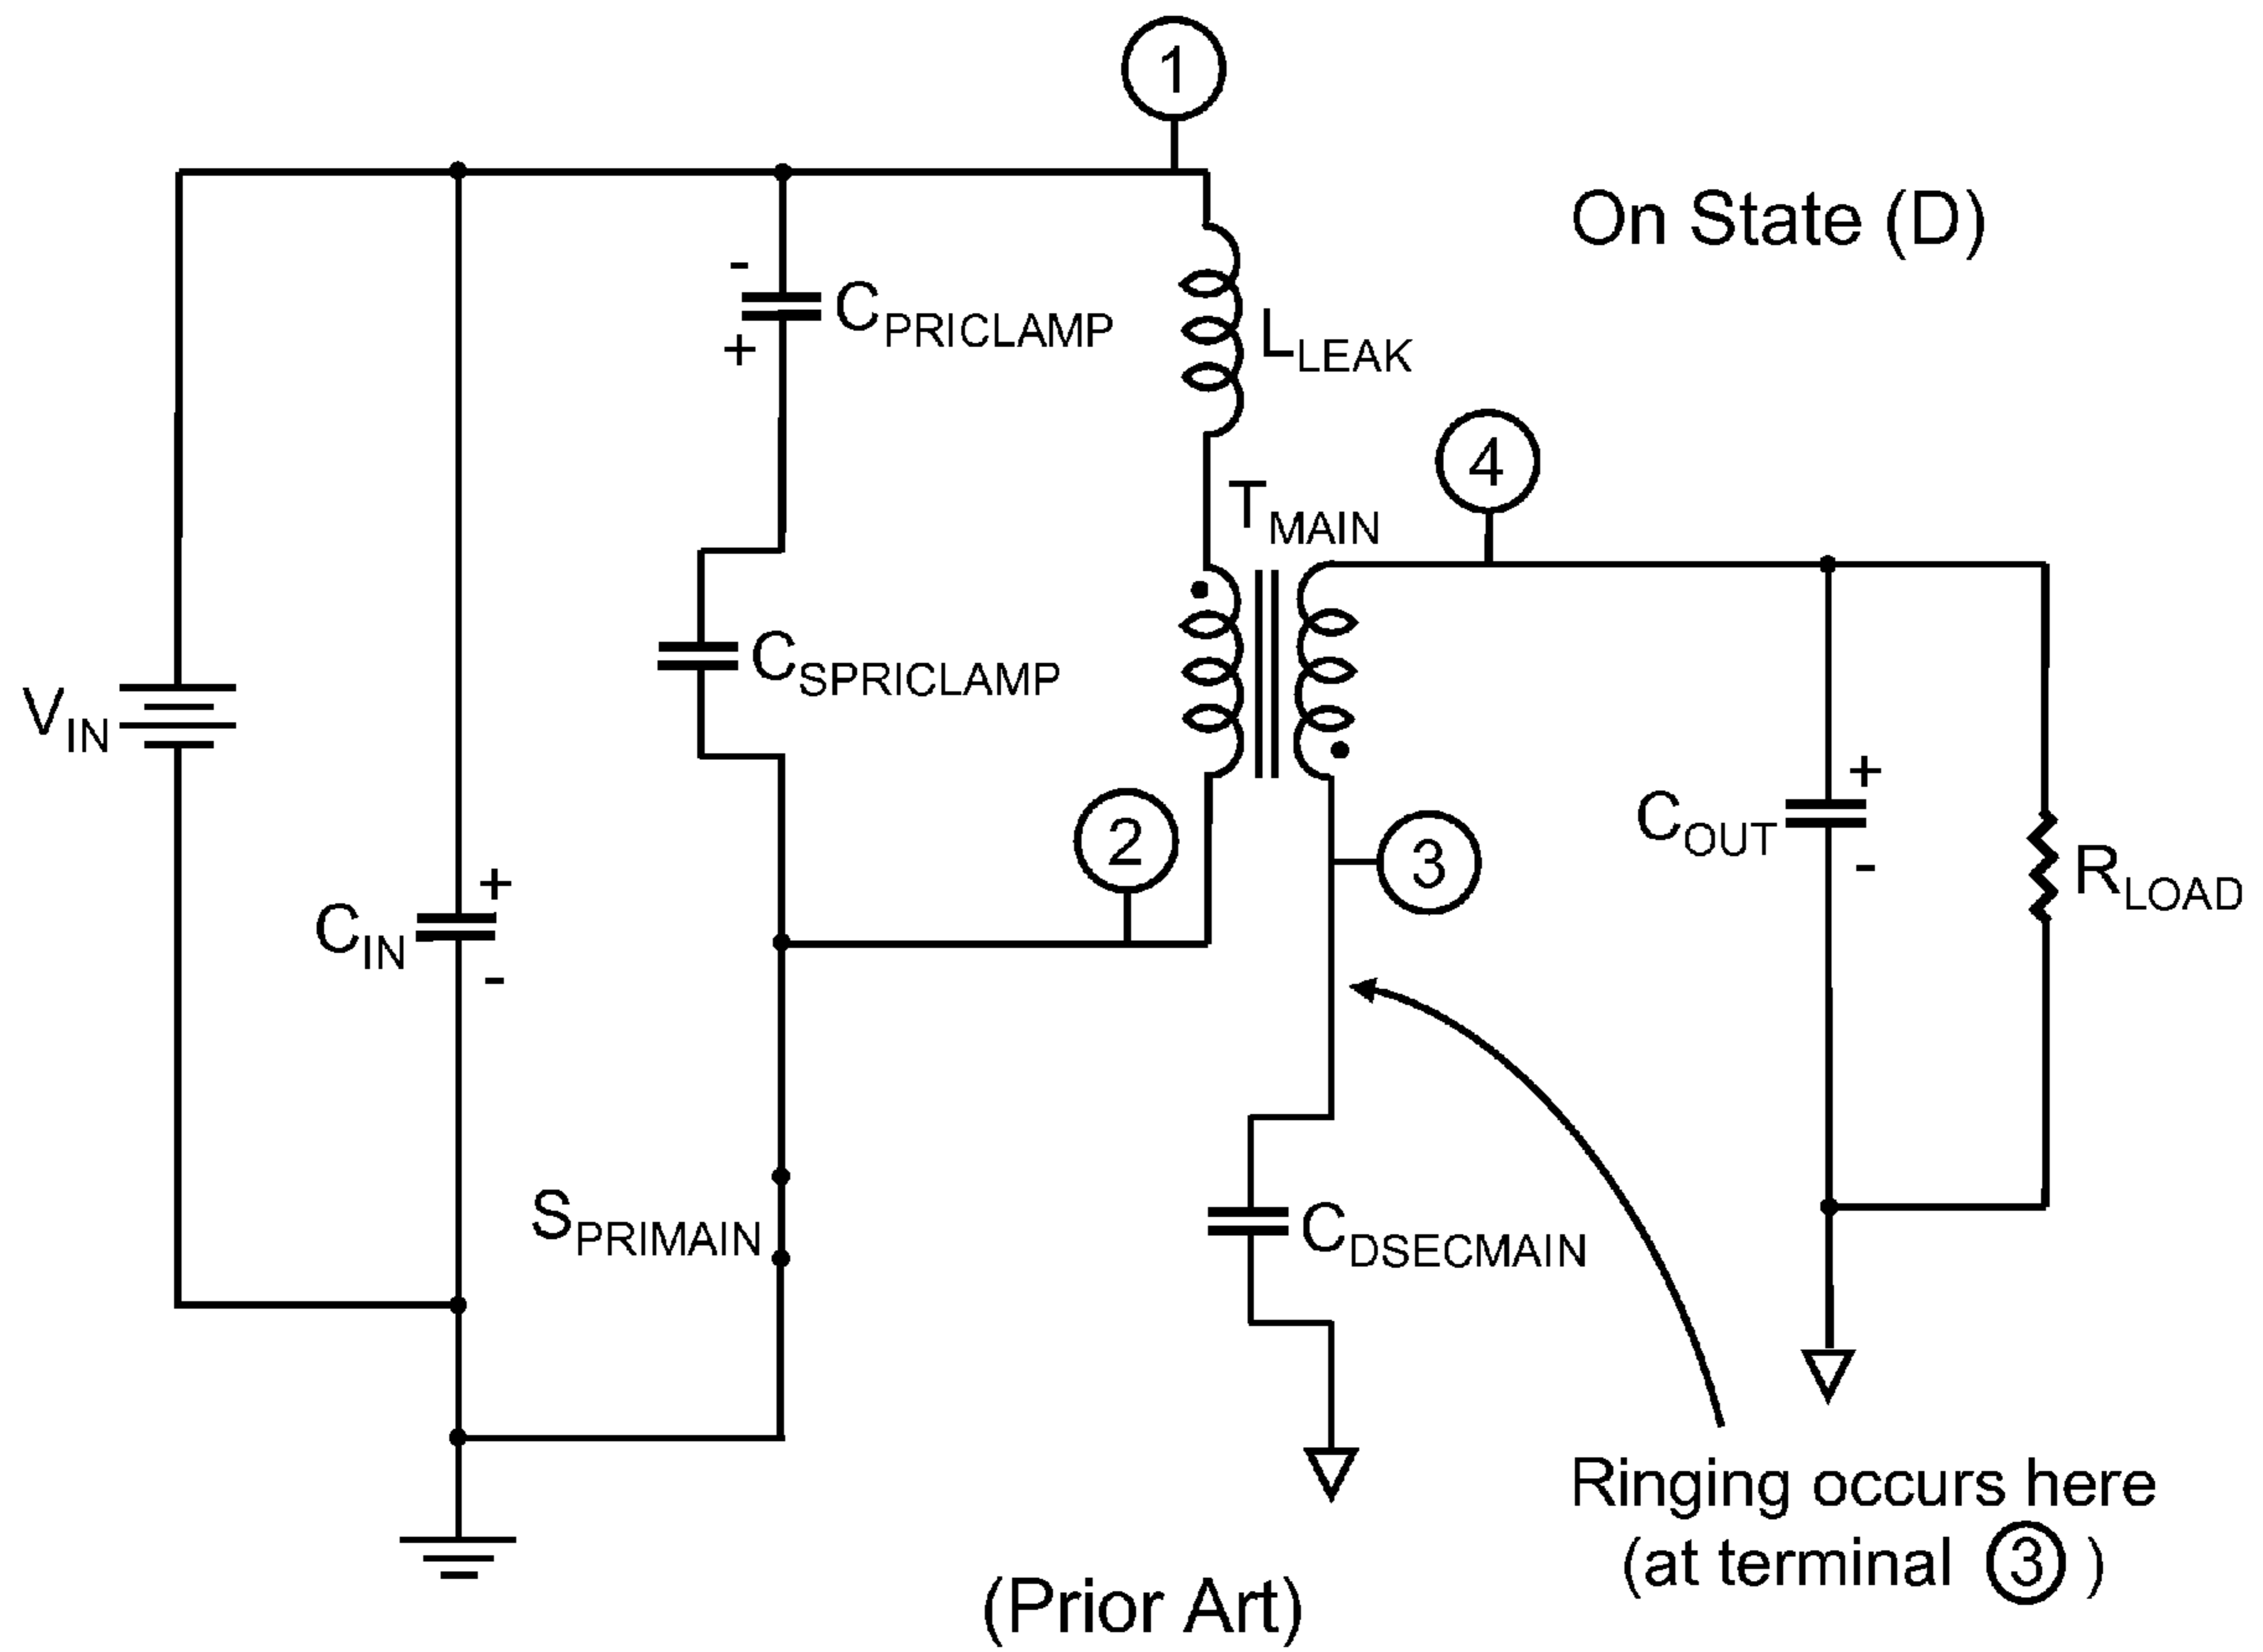 1
On State (D)
-
CPRICLAMP
+
LLEAK
4
TMAIN
CSPRICLAMP
VIN
2
3
+
COUT
-
RLOAD
+
CIN
-
SPRIMAIN
CDSECMAIN
Ringing occurs here
(at terminal 3 )
(Prior Art)